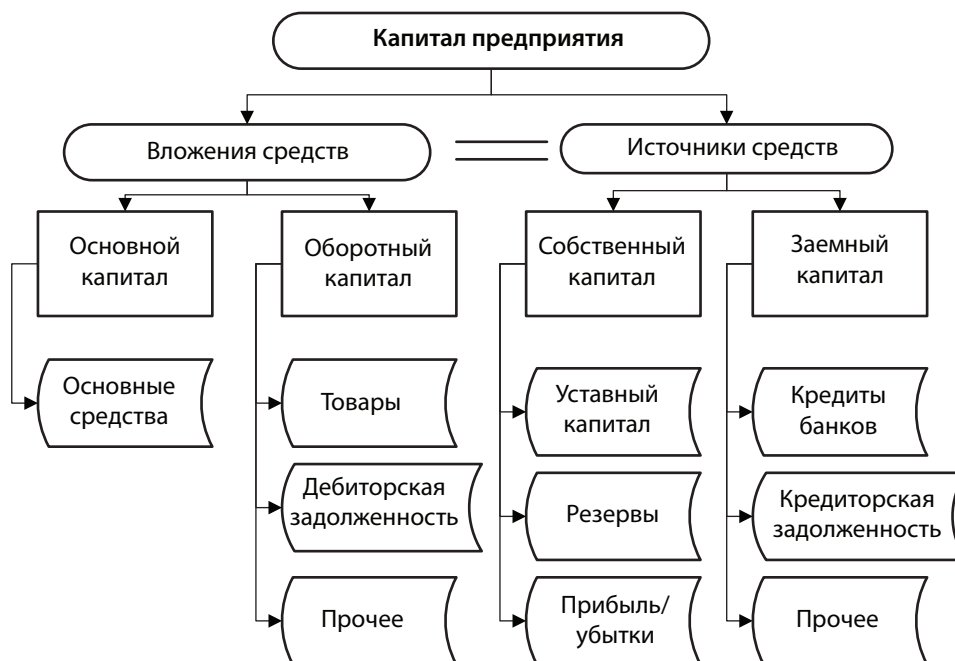 Капитал предприятия
Вложения средств
Источники средств
Основной
капитал
Оборотный
капитал
Собственный
капитал
Заемный
капитал
Основные
средства
Товары
Уставный
капитал
Кредиты
банков
Дебиторская
задолженность
Резервы
Кредиторская
задолженность
Прочее
Прибыль/
убытки
Прочее